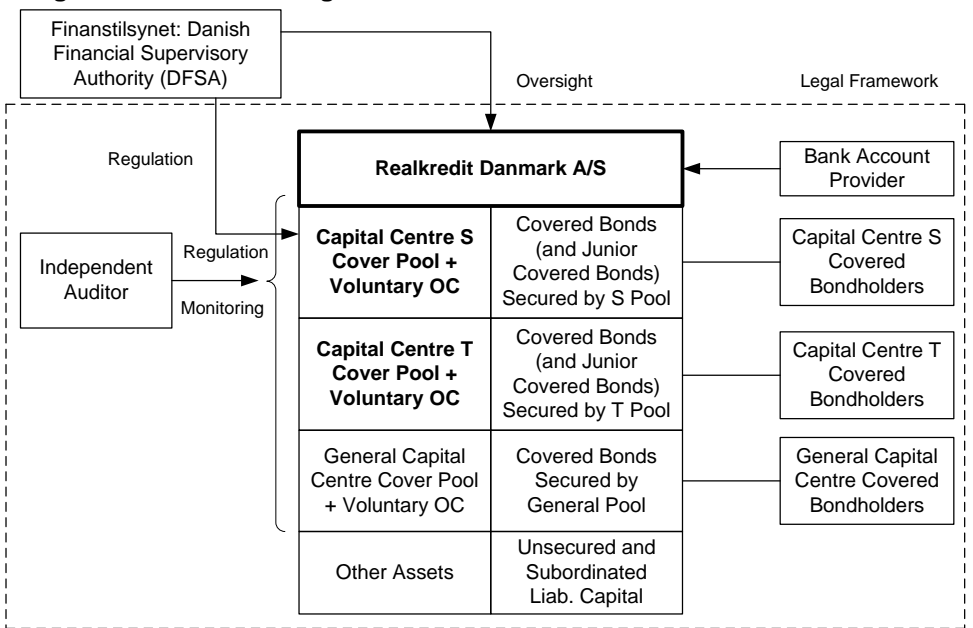 Finanstilsynet: Danish
Financial Supervisory
Authority (DFSA)
Oversight
Legal Framework
Regulation
Realkredit Danmark A/S
Bank Account
Provider
Independent
Auditor
Regulation
Monitoring
Capital Centre S
Cover Pool +
Voluntary OC
Covered Bonds
(and Junior
Covered Bonds)
Secured by S Pool
Capital Centre S
Covered
Bondholders
Capital Centre T
Cover Pool +
Voluntary OC
Covered Bonds
(and Junior
Covered Bonds)
Secured by T Pool
Capital Centre T
Covered
Bondholders
General Capital
Centre Cover Pool
+ Voluntary OC
Covered Bonds
Secured by
General Pool
General Capital
Centre Covered
Bondholders
Other Assets
Unsecured and
Subordinated
Liab. Capital